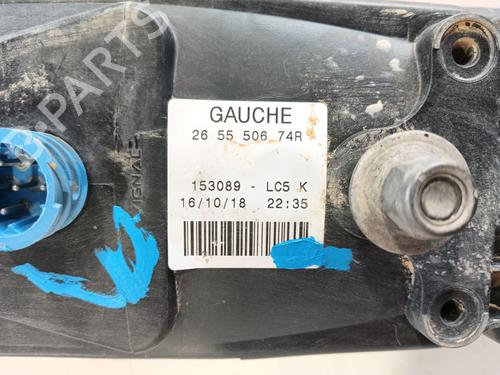 GAUCHE
26 55 506 74R
153089 - LC5 K
16/10/18 22:35